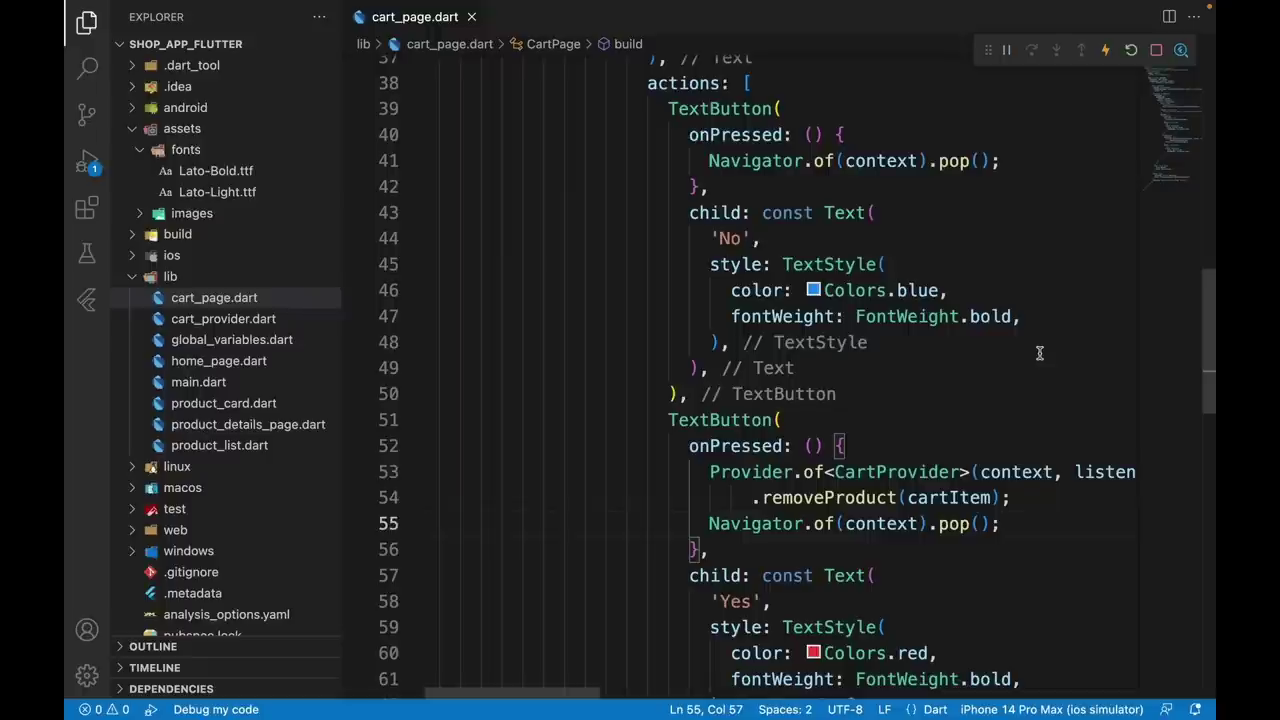 EXPLORER
SHOP_APP_FLUTTER
.dart_tool
.idea
android
assets
fonts
Lato-Bold.ttf
Lato-Light.ttf
images
build
ios
lib
cart_page.dart
cart_provider.dart
global_variables.dart
home_page.dart
main.dart
product_card.dart
product_details_page.dart
product_list.dart
linux
macos
test
web
windows
.gitignore
.metadata
analysis_options.yaml
pubspec.lock
OUTLINE
TIMELINE
DEPENDENCIES
1
cart_page.dart
lib > cart_page.dart > CartPage > build
37 ), // Text
38 actions: [
39 TextButton(
40 onPressed: () {
41 Navigator.of(context).pop();
42 },
43 child: const Text(
44 'No',
45 style: TextStyle(
46 color: Colors.blue,
47 fontWeight: FontWeight.bold,
48 ), // TextStyle
49 ), // Text
50 ), // TextButton
51 TextButton(
52 onPressed: () {
53 Provider.of<CartProvider>(context, listen
54 .removeProduct(cartItem);
55 Navigator.of(context).pop();
56 },
57 child: const Text(
58 'Yes',
59 style: TextStyle(
60 color: Colors.red,
61 fontWeight: FontWeight.bold,
0 0 Debug my code Ln 55, Col 57 Spaces: 2 UTF-8 LF {} Dart iPhone 14 Pro Max (ios simulator)